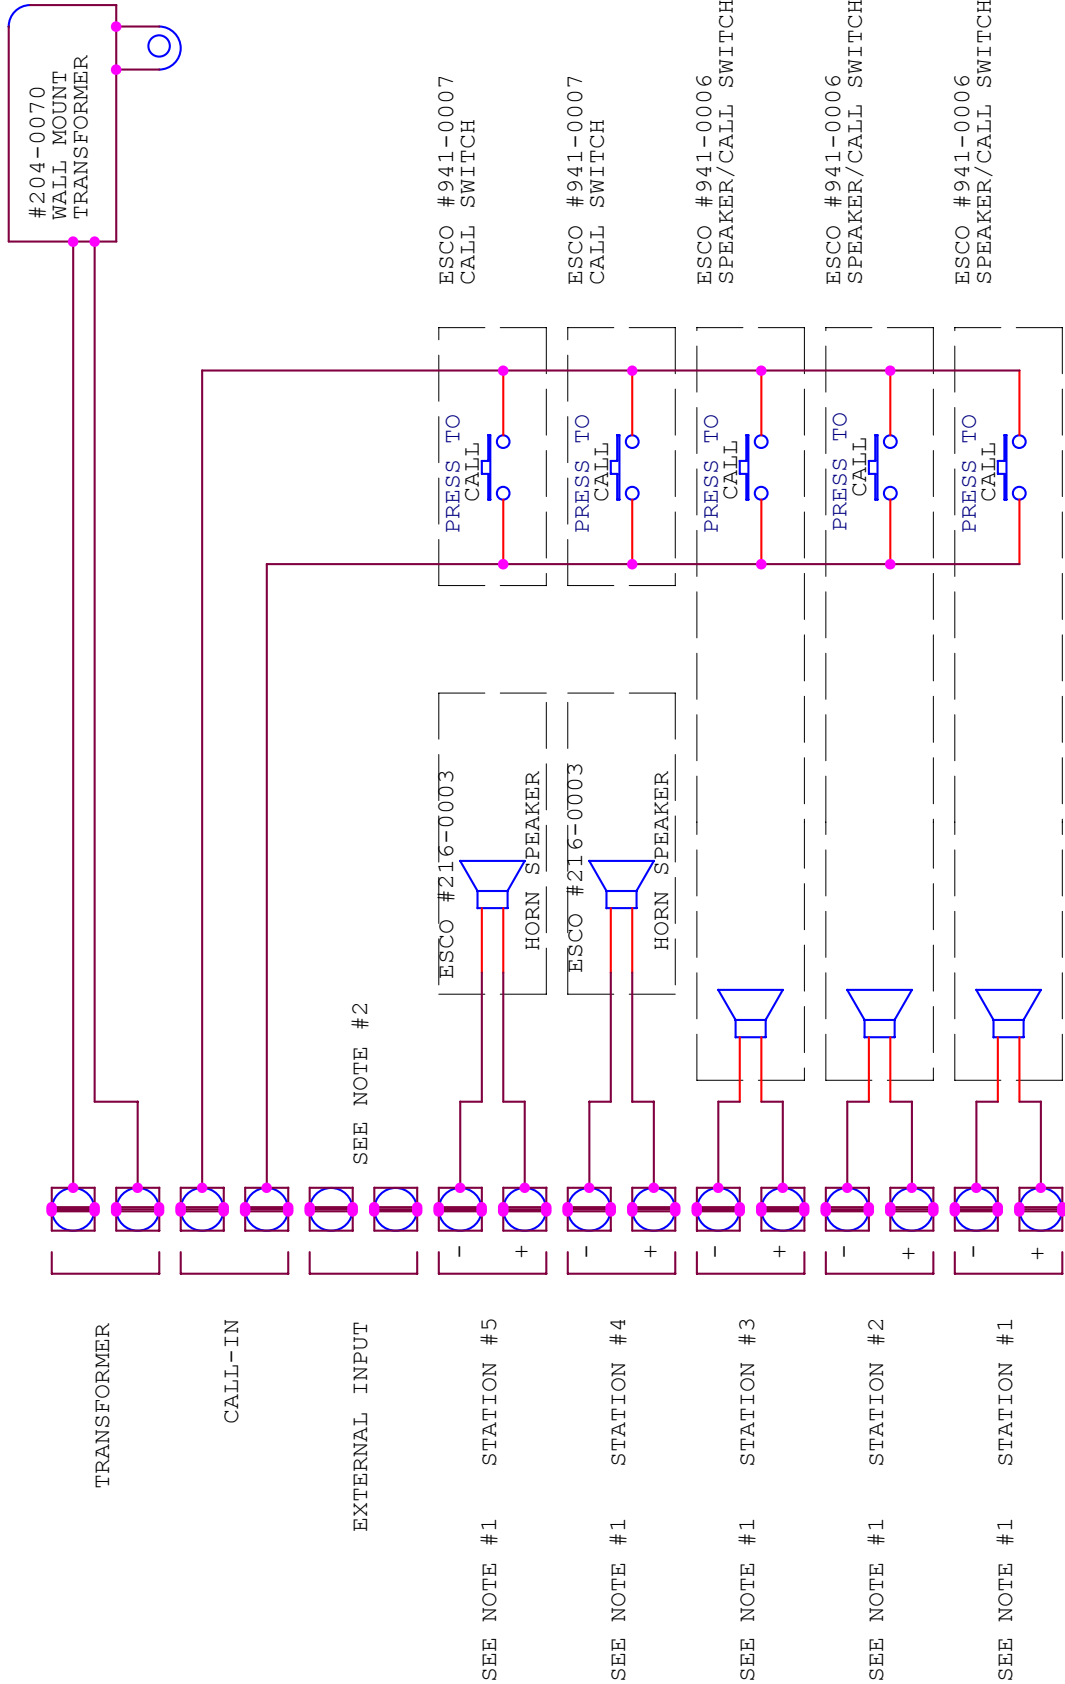 #204-0070
WALL MOUNT
TRANSFORMER
ESCO #941-0007
CALL SWITCH
ESCO #941-0007
CALL SWITCH
ESCO #941-0006
SPEAKER/CALL SWITCH
ESCO #941-0006
SPEAKER/CALL SWITCH
ESCO #941-0006
SPEAKER/CALL SWITCH
PRESS TO
CALL
PRESS TO
CALL
PRESS TO
CALL
PRESS TO
CALL
PRESS TO
CALL
ESCO #216-0003
HORN SPEAKER
ESCO #216-0003
HORN SPEAKER
SEE NOTE #2
- +
- +
- +
- +
- +
TRANSFORMER
CALL-IN
EXTERNAL INPUT
SEE NOTE #1 STATION #5
SEE NOTE #1 STATION #4
SEE NOTE #1 STATION #3
SEE NOTE #1 STATION #2
SEE NOTE #1 STATION #1